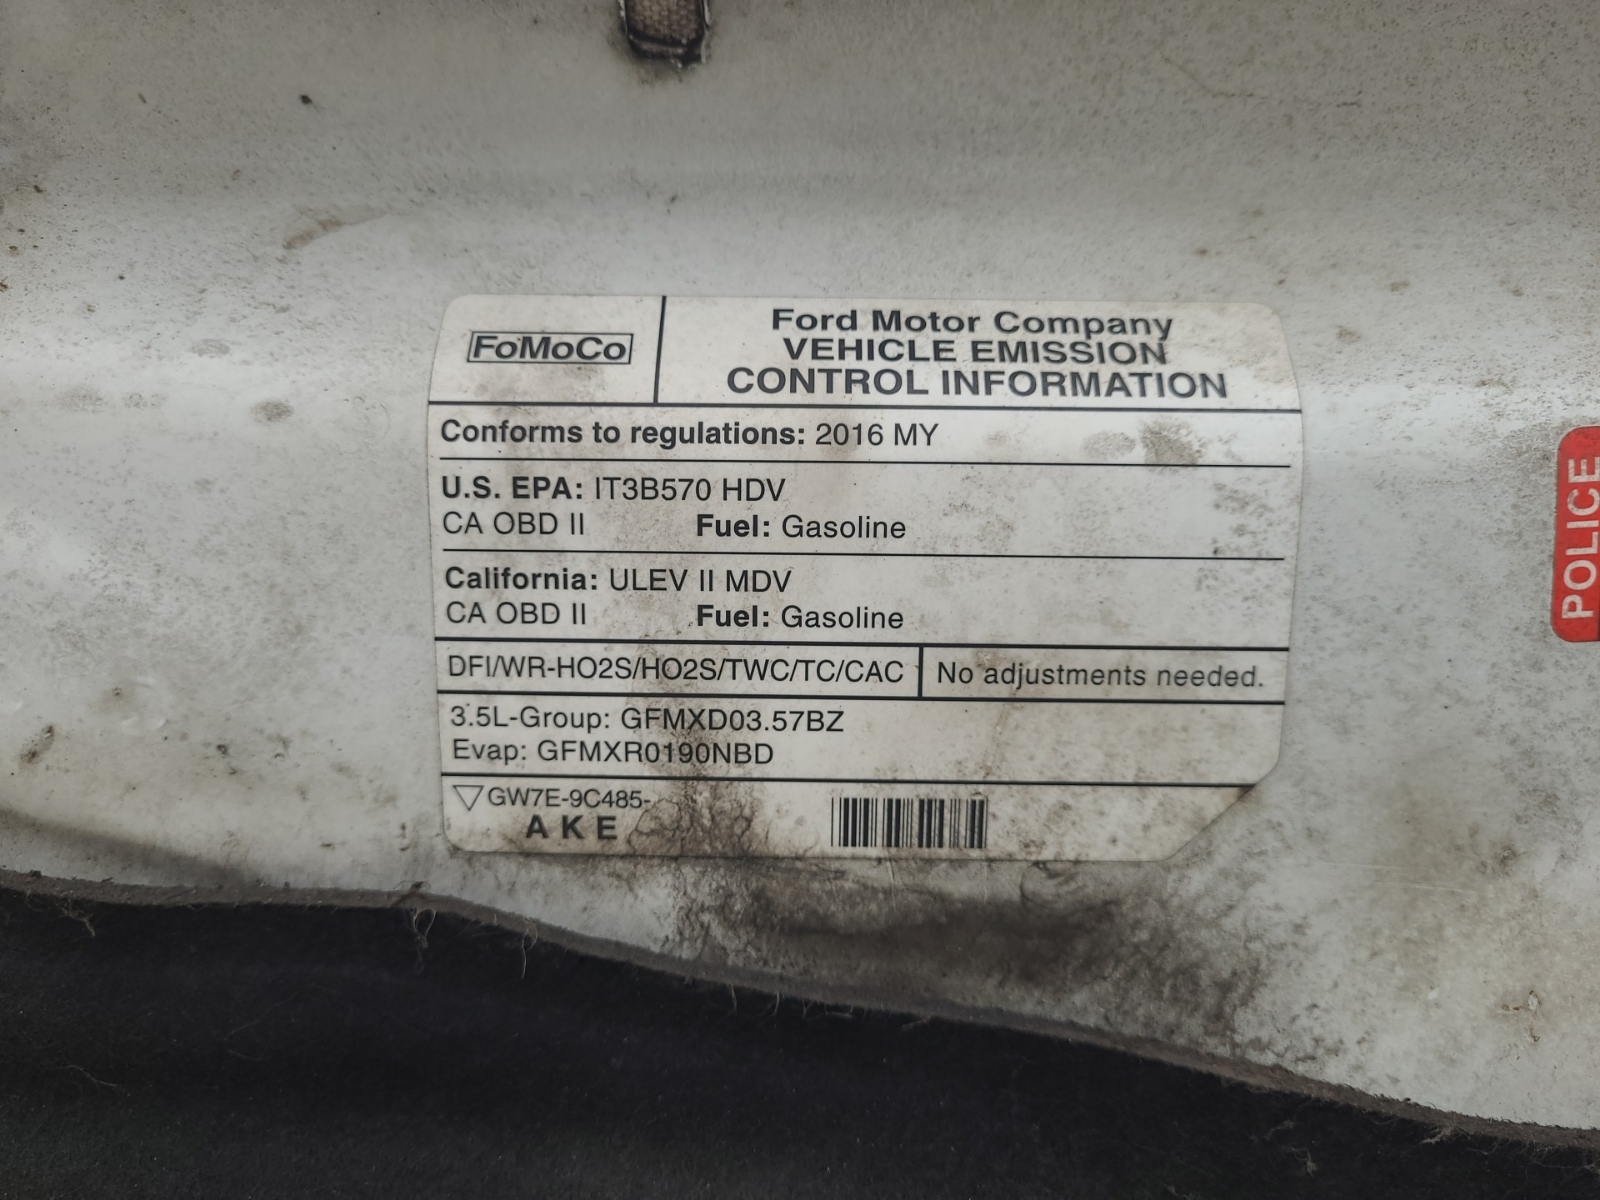 FoMoCo
Ford Motor Company
VEHICLE EMISSION
CONTROL INFORMATION
Conforms to regulations: 2016 MY
U.S. EPA: IT3B570 HDV
CA OBD II Fuel: Gasoline
California: ULEV II MDV
CA OBD II Fuel: Gasoline
DFI/WR-HO2S/HO2S/TWC/TC/CAC No adjustments needed.
3.5L-Group: GFMXD03.57BZ
Evap: GFMXR0190NBD
GW7E-9C485-
A K E
POLICE